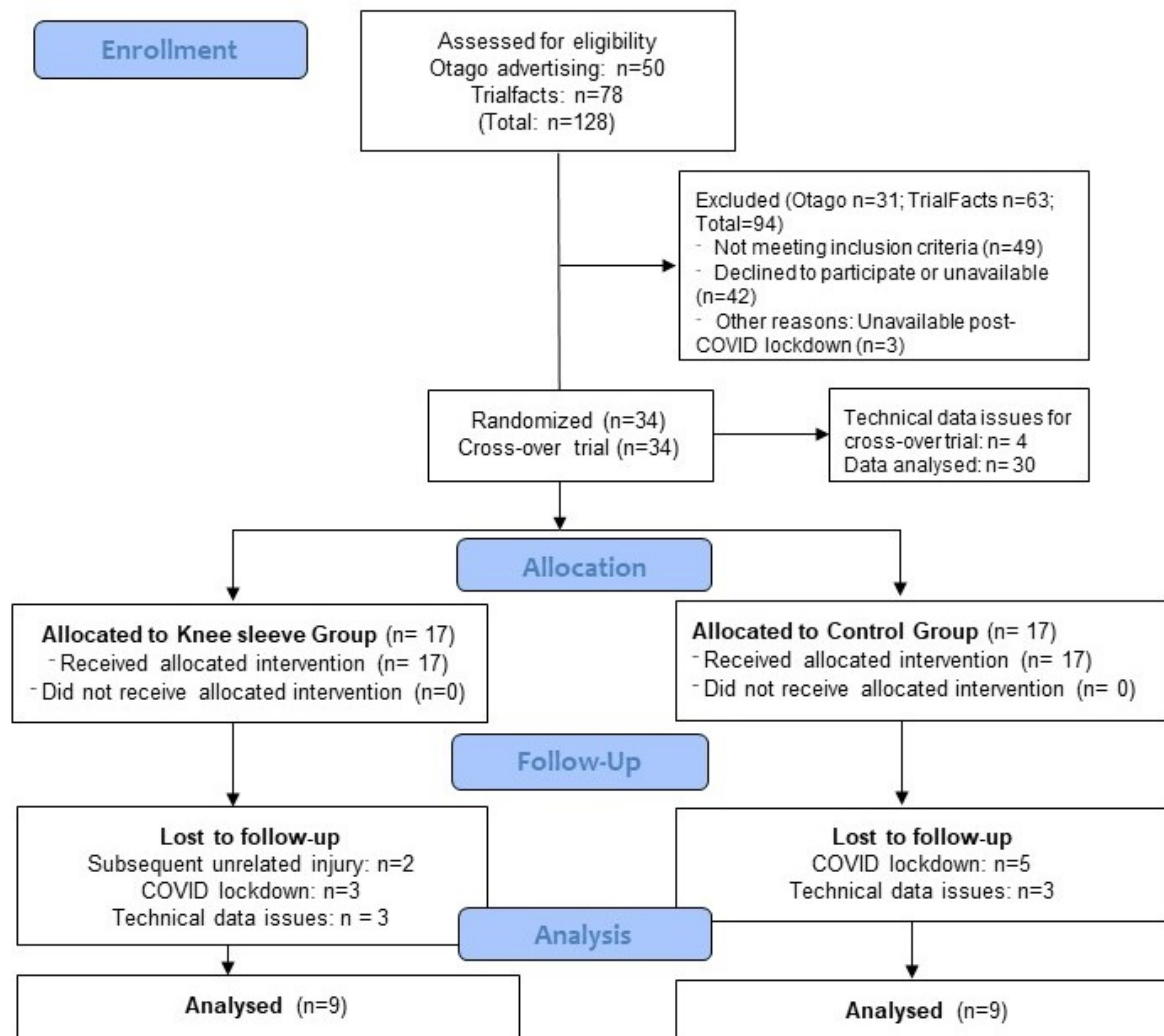 Enrollment
Assessed for eligibility
Otago advertising: n=50
Trialfacts: n=78
(Total: n=128)
Excluded (Otago n=31; TrialFacts n=63;
Total=94)
- Not meeting inclusion criteria (n=49)
- Declined to participate or unavailable
(n=42)
- Other reasons: Unavailable post-
COVID lockdown (n=3)
Randomized (n=34)
Cross-over trial (n=34)
Technical data issues for
cross-over trial: n= 4
Data analysed: n= 30
Allocation
Allocated to Knee sleeve Group (n= 17)
- Received allocated intervention (n= 17)
- Did not receive allocated intervention (n=0)
Allocated to Control Group (n= 17)
- Received allocated intervention (n= 17)
- Did not receive allocated intervention (n= 0)
Follow-Up
Lost to follow-up
Subsequent unrelated injury: n=2
COVID lockdown: n=3
Technical data issues: n = 3
Lost to follow-up
COVID lockdown: n=5
Technical data issues: n=3
Analysis
Analysed (n=9)
Analysed (n=9)